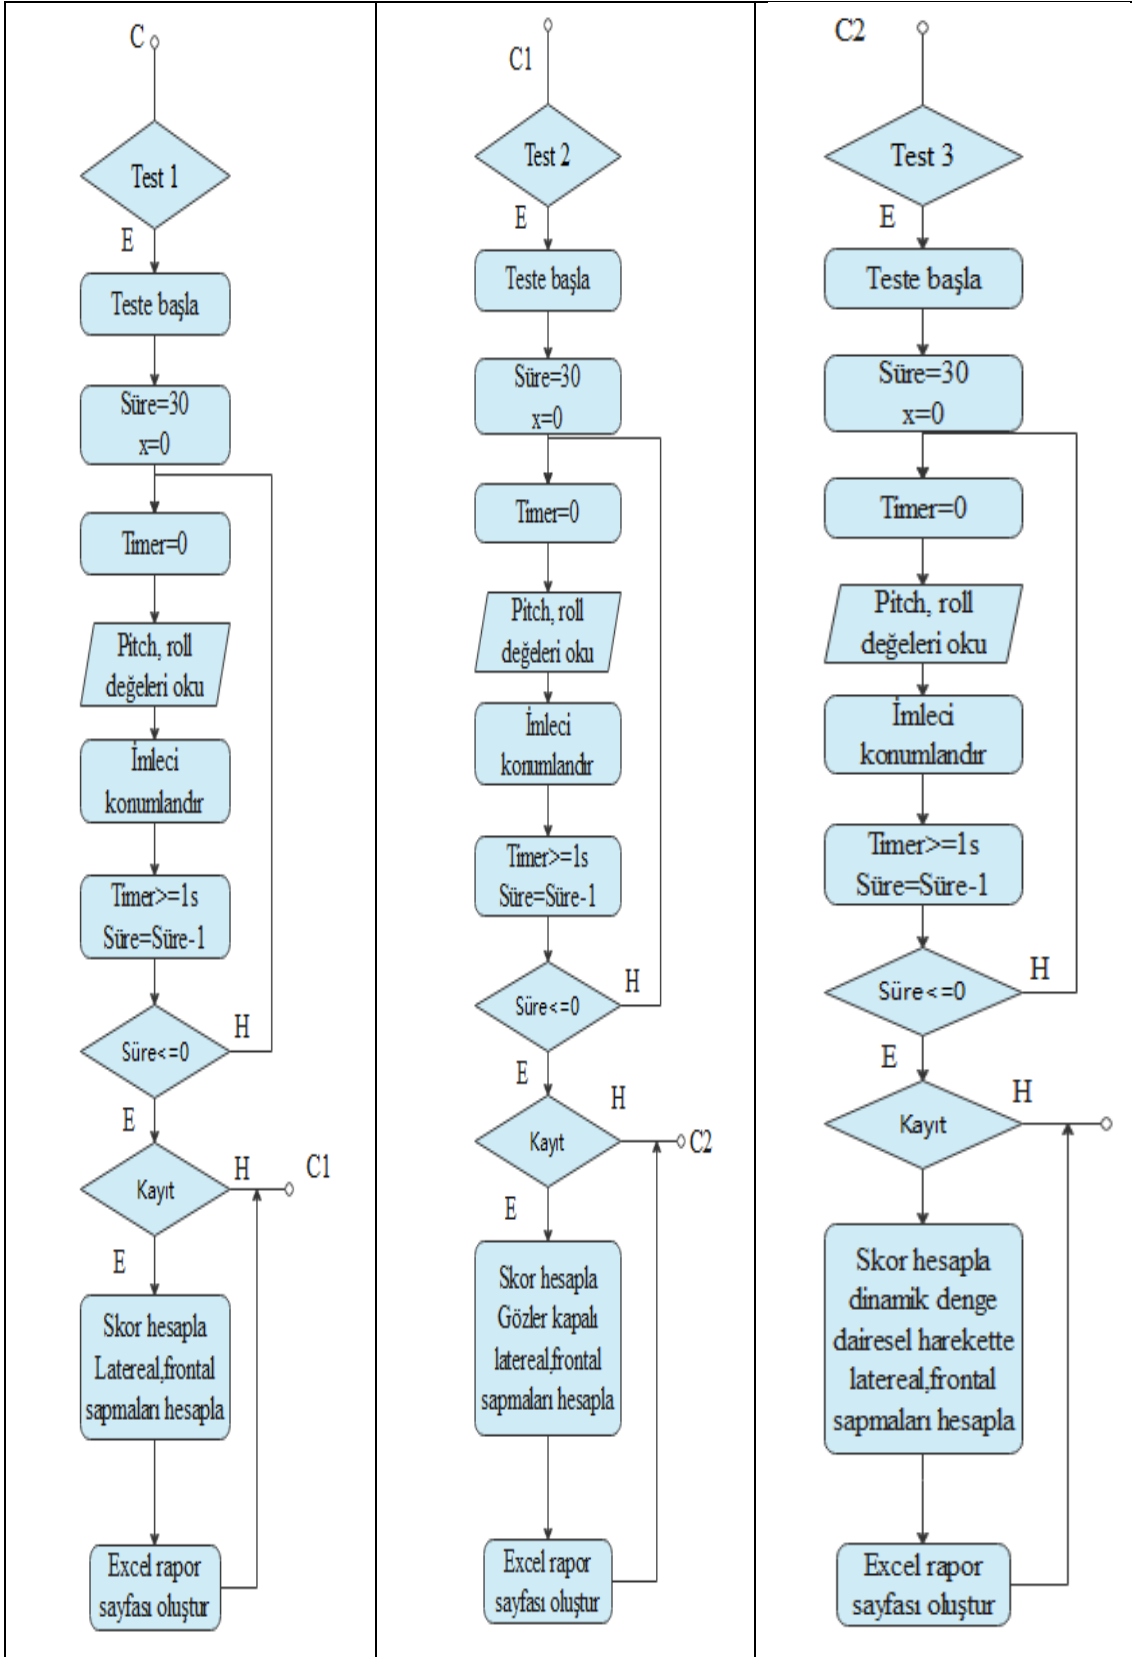 C
Test 1
E
Teste başla
Süre=30
x=0
Timer=0
Pitch, roll
değeleri oku
İmleci
konumlandır
Timer>=1s
Süre=Süre-1
Süre<=0
H
E
Kayıt
H
C1
E
Skor hesapla
Latereal,frontal
sapmaları hesapla
Excel rapor
sayfası oluştur
C1
Test 2
E
Teste başla
Süre=30
x=0
Timer=0
Pitch, roll
değeleri oku
İmleci
konumlandır
Timer>=1s
Süre=Süre-1
Süre<=0
H
E
Kayıt
H
C2
E
Skor hesapla
Gözler kapalı
latereal,frontal
sapmaları hesapla
Excel rapor
sayfası oluştur
C2
Test 3
E
Teste başla
Süre=30
x=0
Timer=0
Pitch, roll
değeleri oku
İmleci
konumlandır
Timer>=1s
Süre=Süre-1
Süre<=0
H
E
Kayıt
H
Skor hesapla
dinamik denge
dairesel harekette
latereal,frontal
sapmaları hesapla
Excel rapor
sayfası oluştur